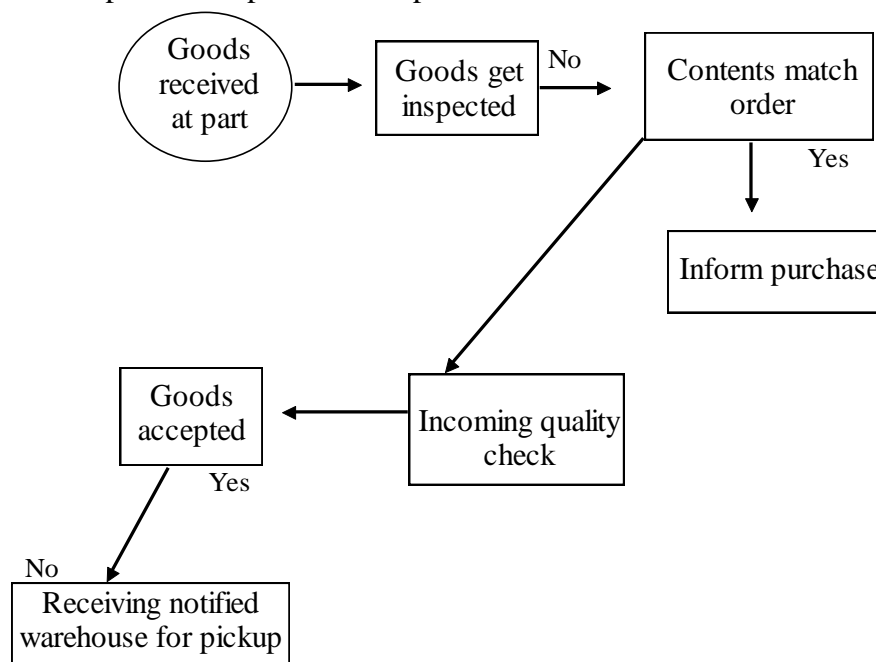 Goods
received
at part
Goods get
inspected
No
Contents match
order
Yes
Inform purchase
Incoming quality
check
Goods
accepted
Yes
No
Receiving notified
warehouse for pickup